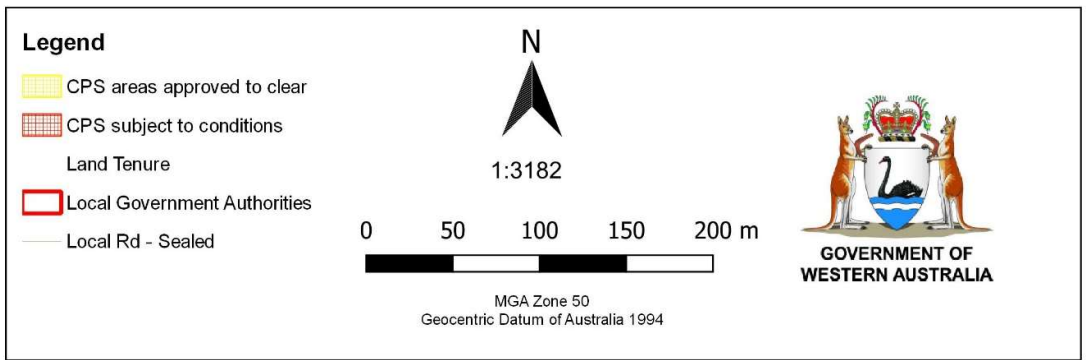 Legend
CPS areas approved to clear
CPS subject to conditions
Land Tenure
Local Government Authorities
Local Rd - Sealed
N
1:3182
0 50 100 150 200 m
MGA Zone 50
Geocentric Datum of Australia 1994
GOVERNMENT OF
WESTERN AUSTRALIA